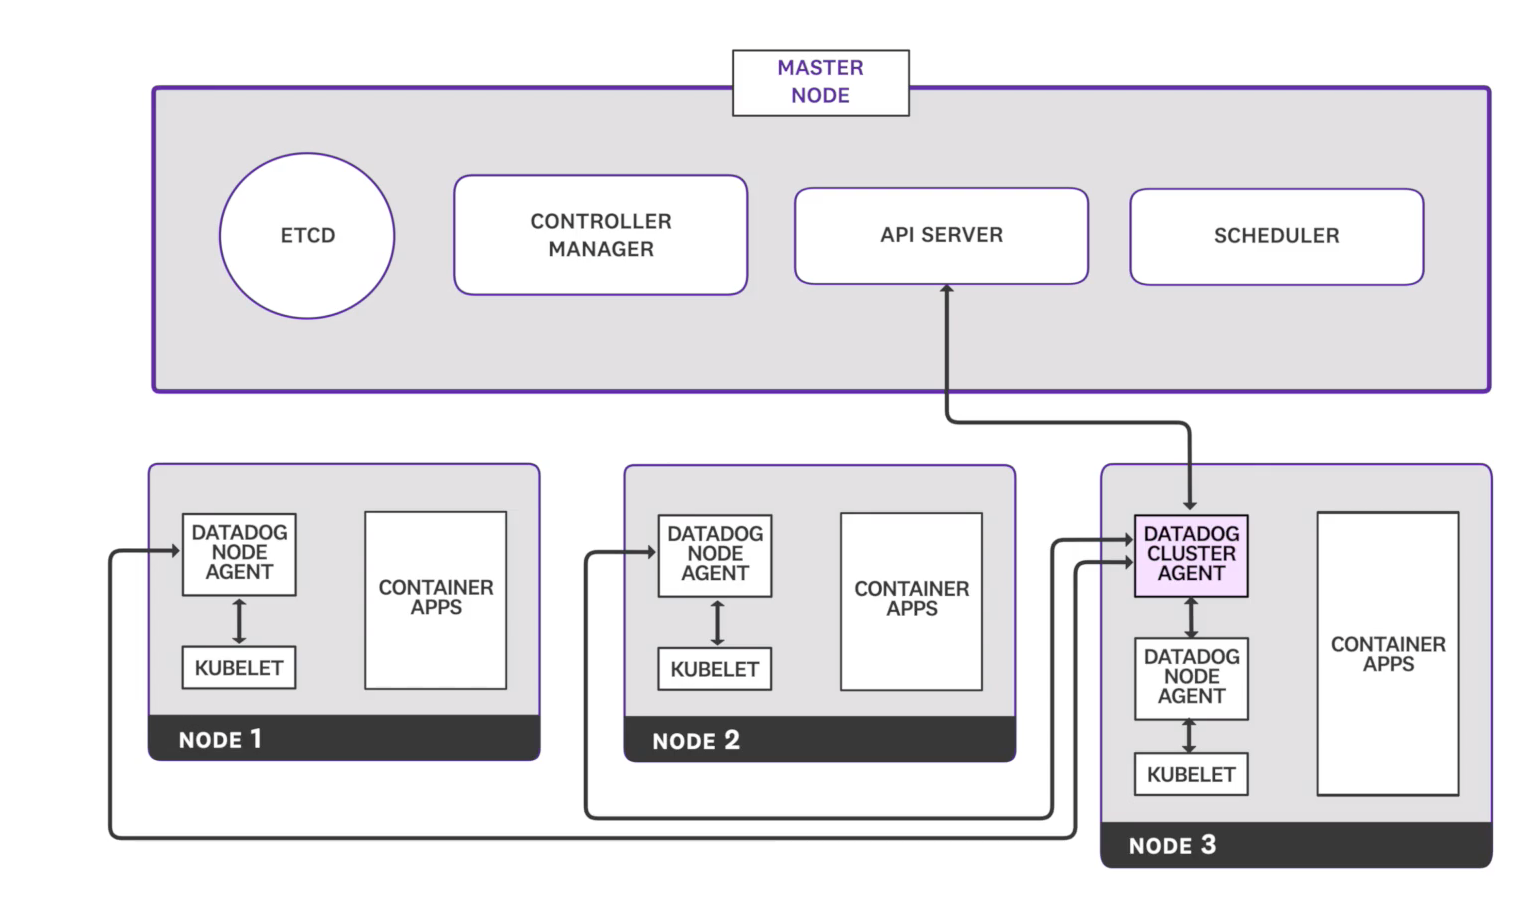 MASTER
NODE
ETCD
CONTROLLER
MANAGER
API SERVER
SCHEDULER
DATADOG
NODE
AGENT
CONTAINER
APPS
KUBELET
NODE 1
DATADOG
NODE
AGENT
CONTAINER
APPS
KUBELET
NODE 2
DATADOG
CLUSTER
AGENT
DATADOG
NODE
AGENT
CONTAINER
APPS
KUBELET
NODE 3